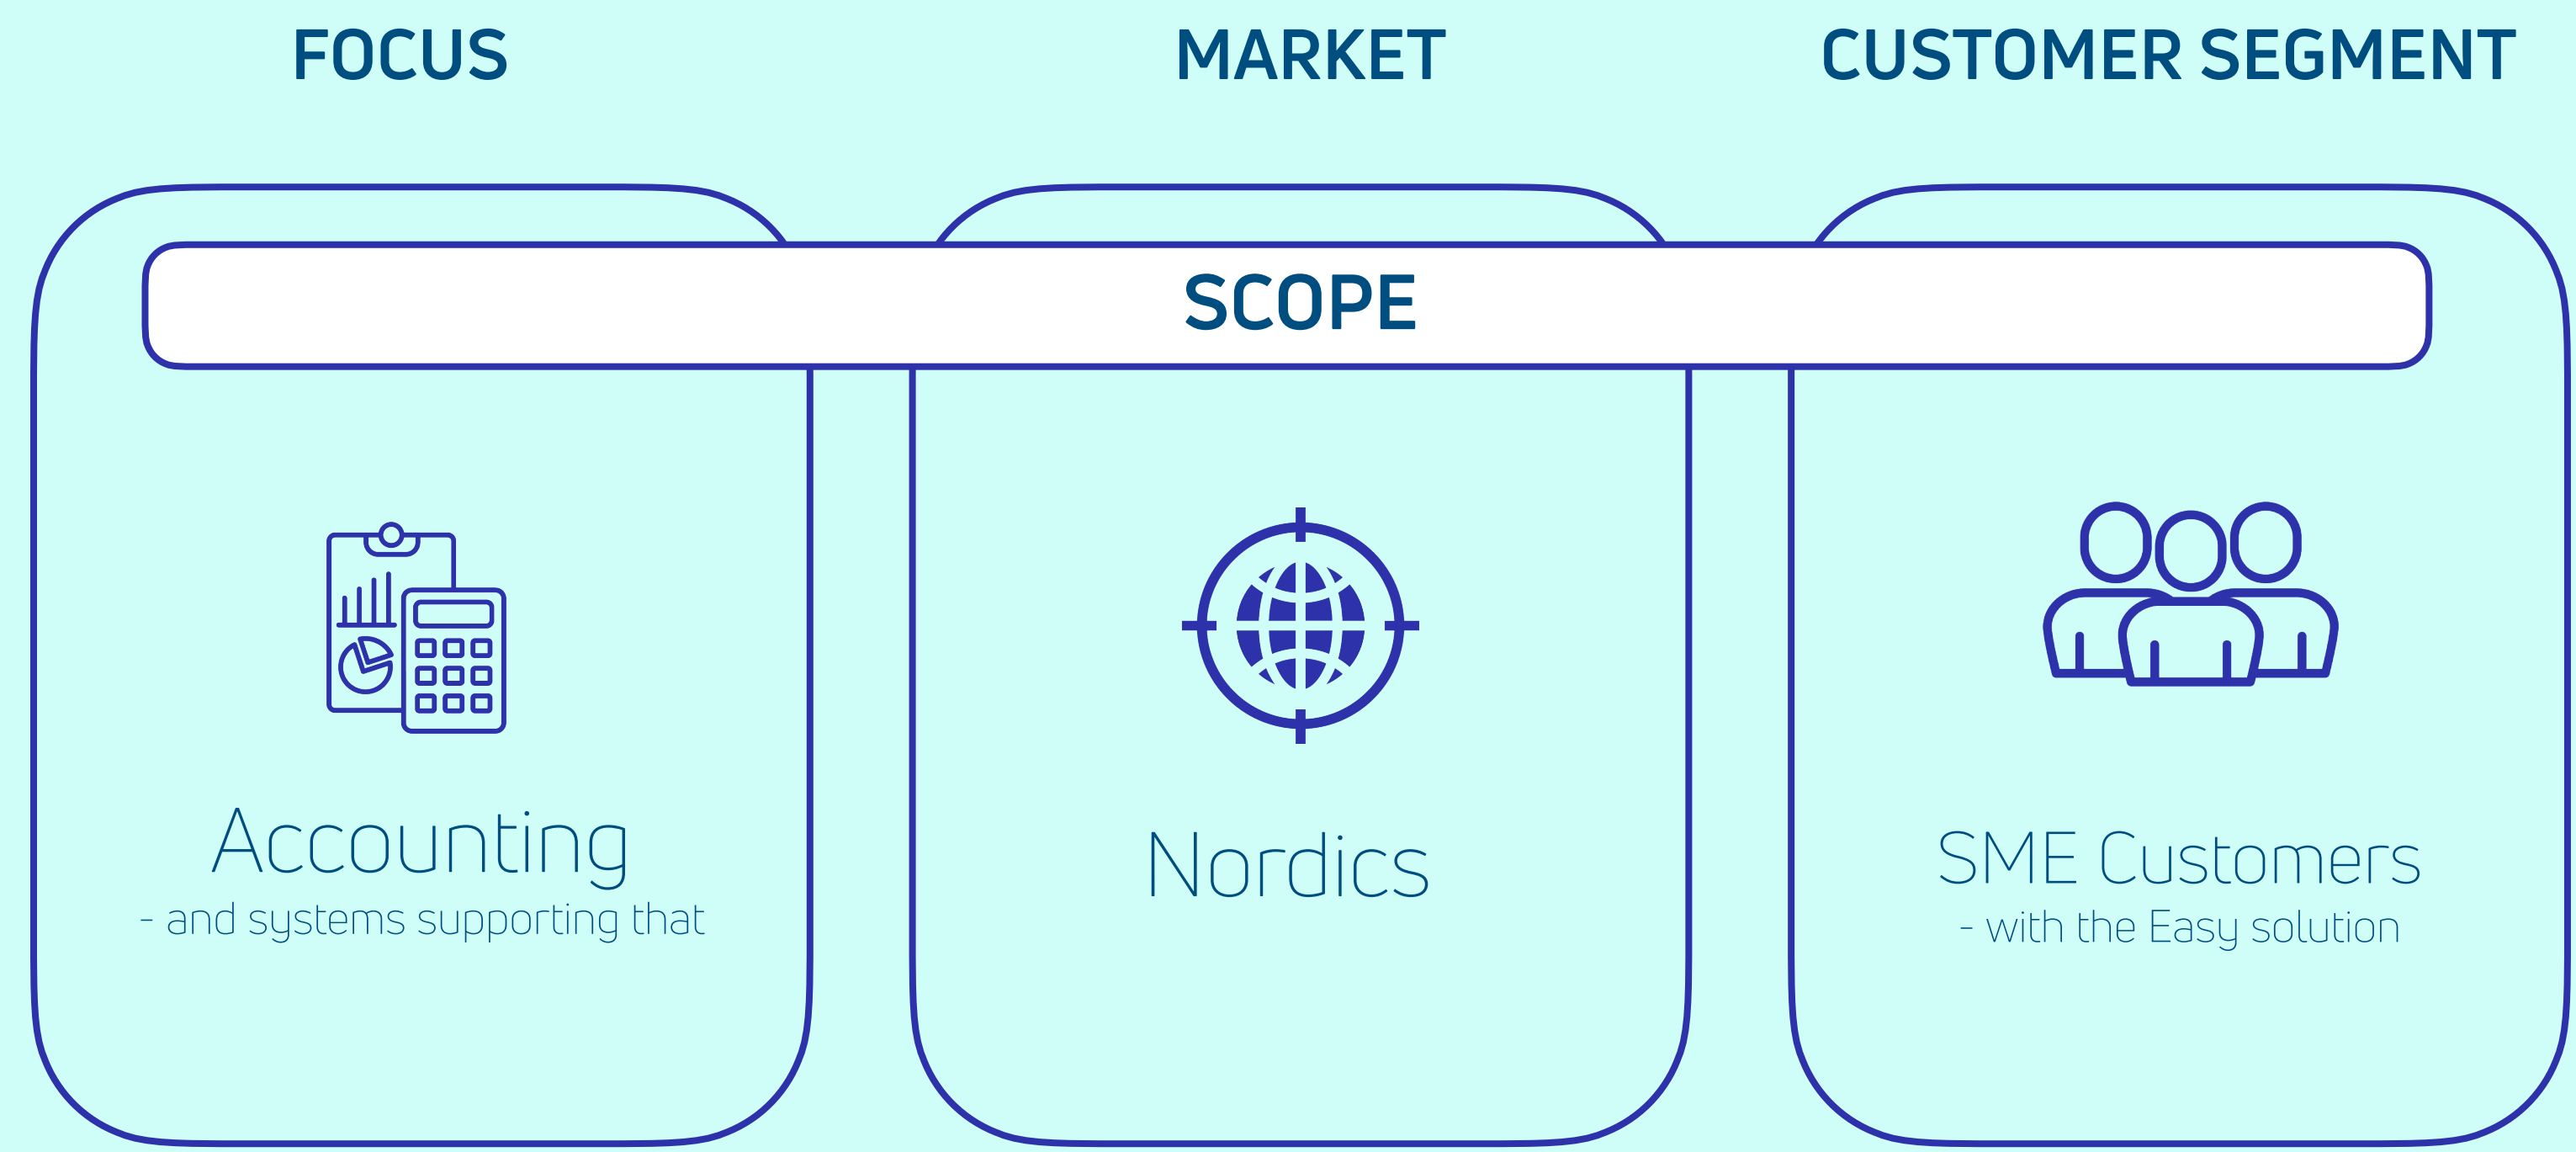 FOCUS
MARKET
CUSTOMER SEGMENT
SCOPE
Accounting
- and systems supporting that
Nordics
SME Customers
- with the Easy solution